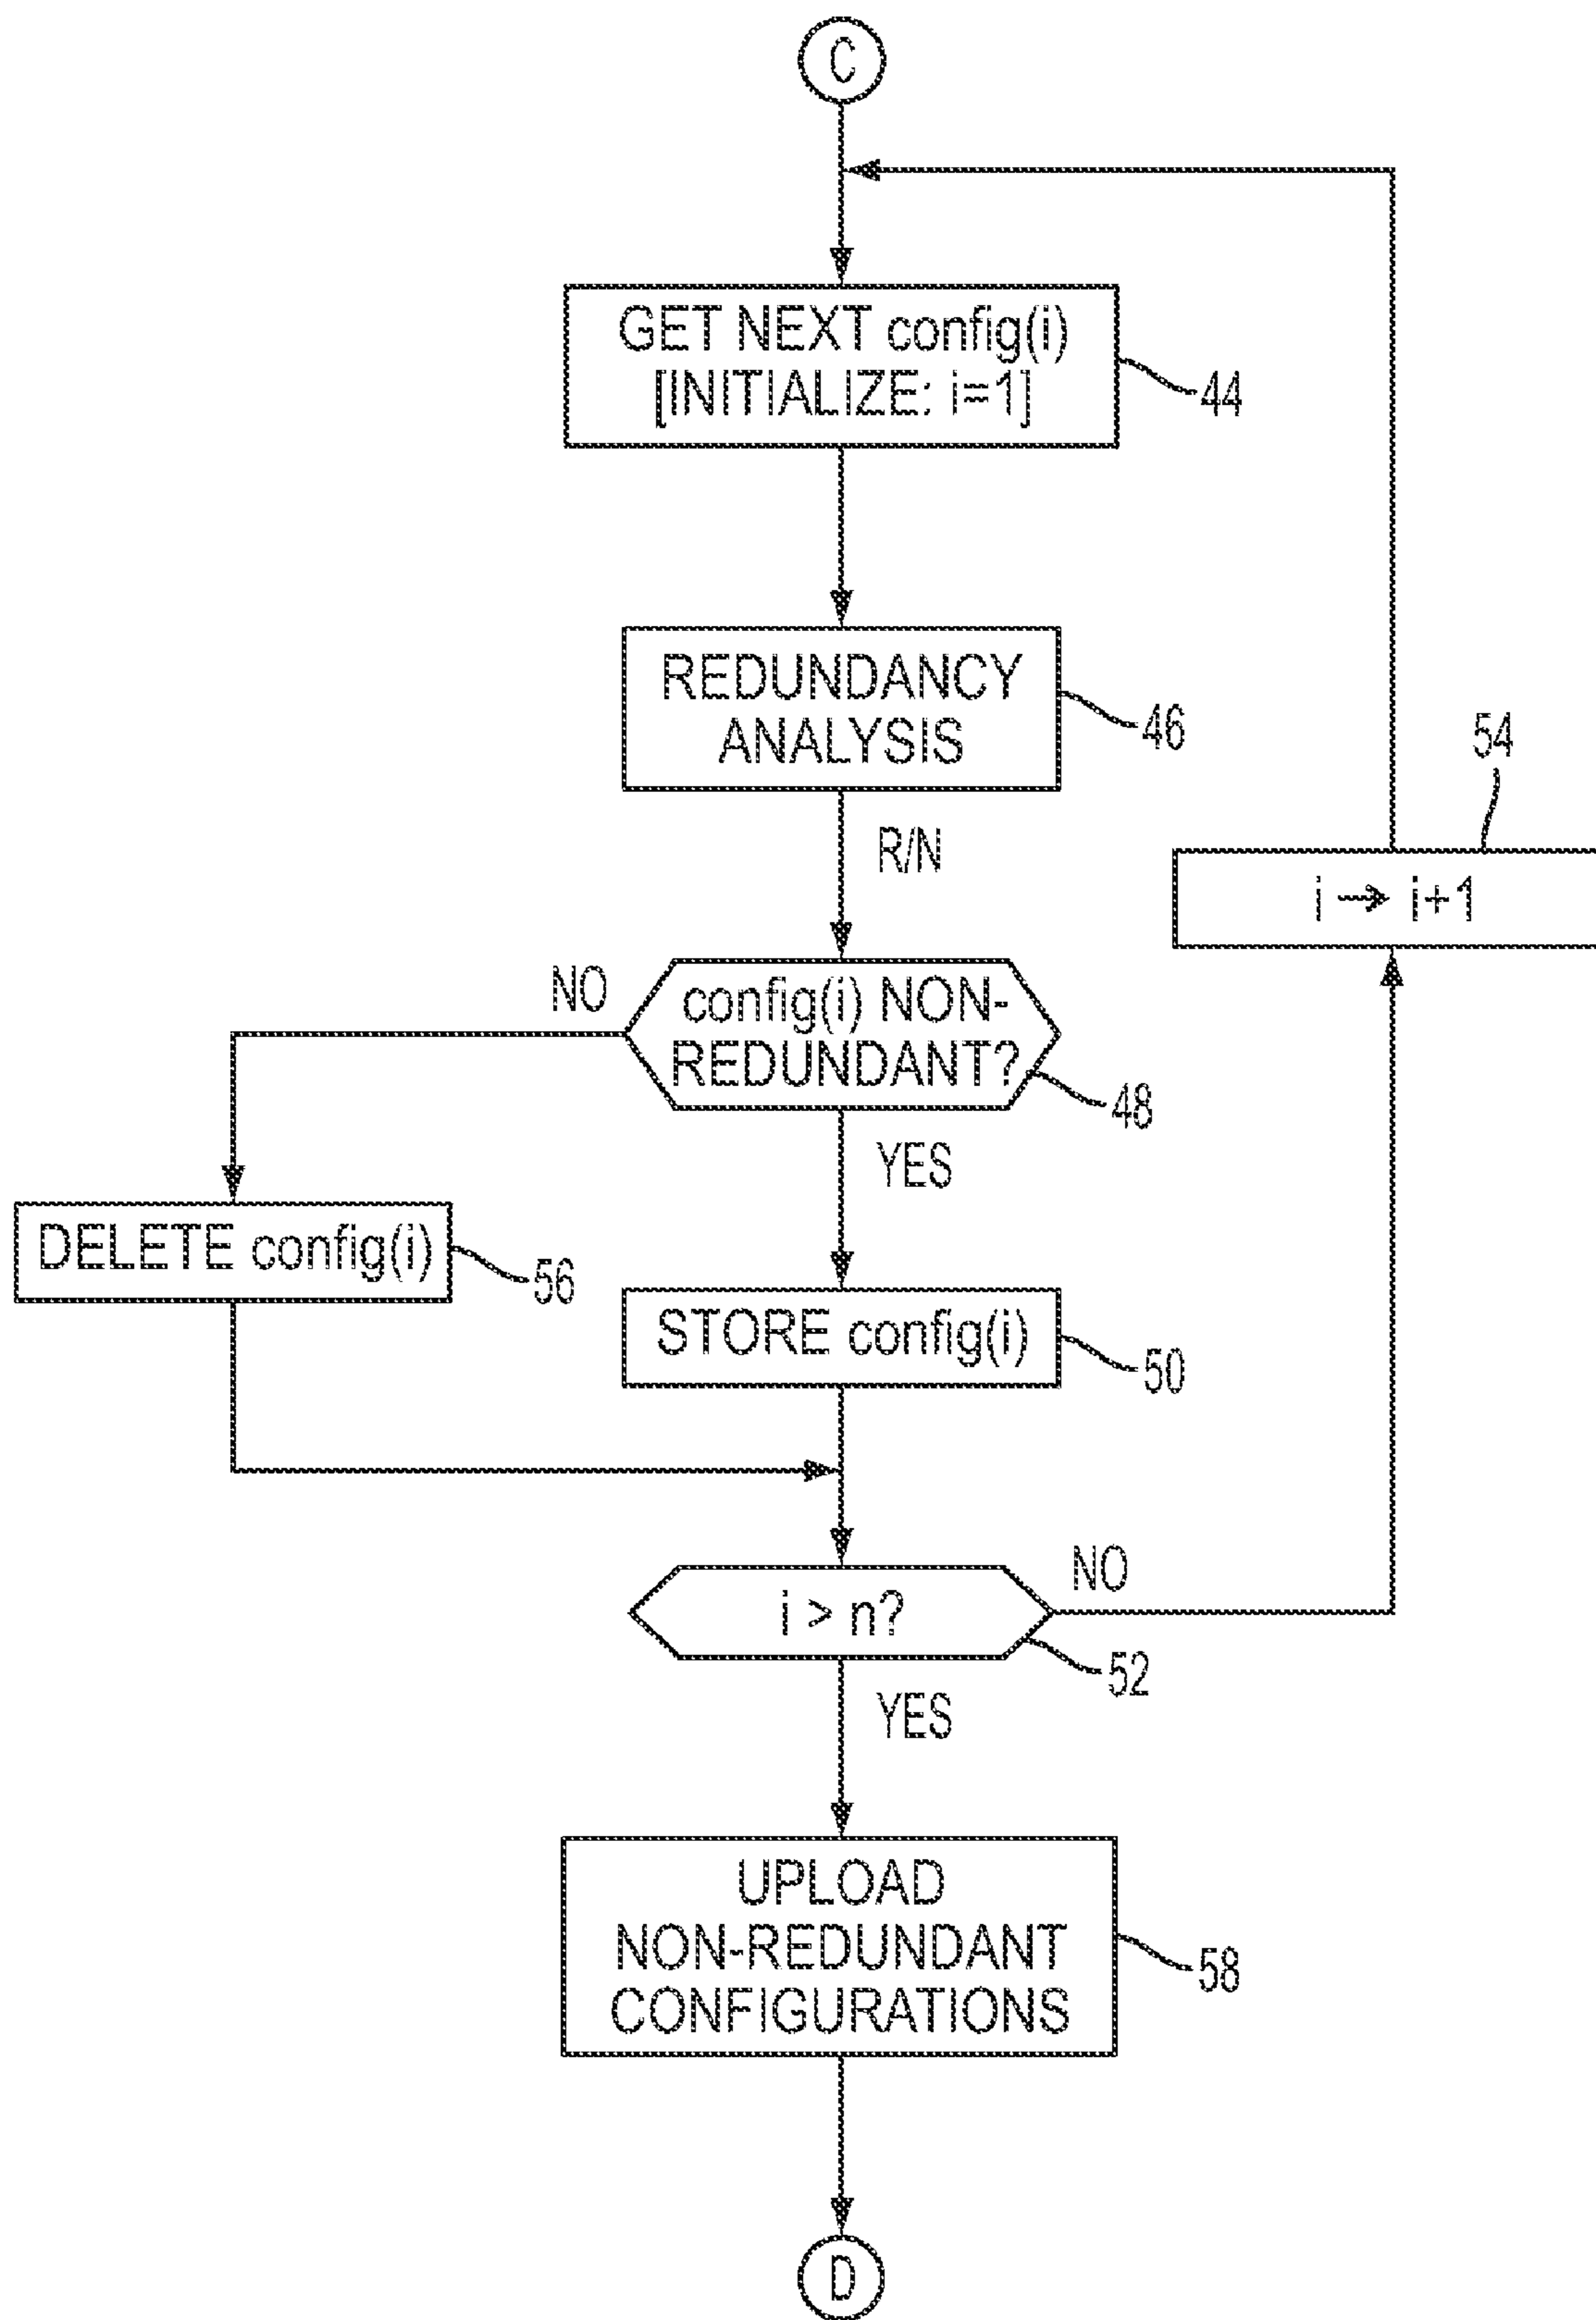 C
GET NEXT config(i)
[INITIALIZE: i=1]
44
REDUNDANCY
ANALYSIS
46
54
R/N
i → i+1
NO
config(i) NON-
REDUNDANT?
48
YES
DELETE config(i)
56
STORE config(i)
50
NO
i > n?
52
YES
UPLOAD
NON-REDUNDANT
CONFIGURATIONS
58
D